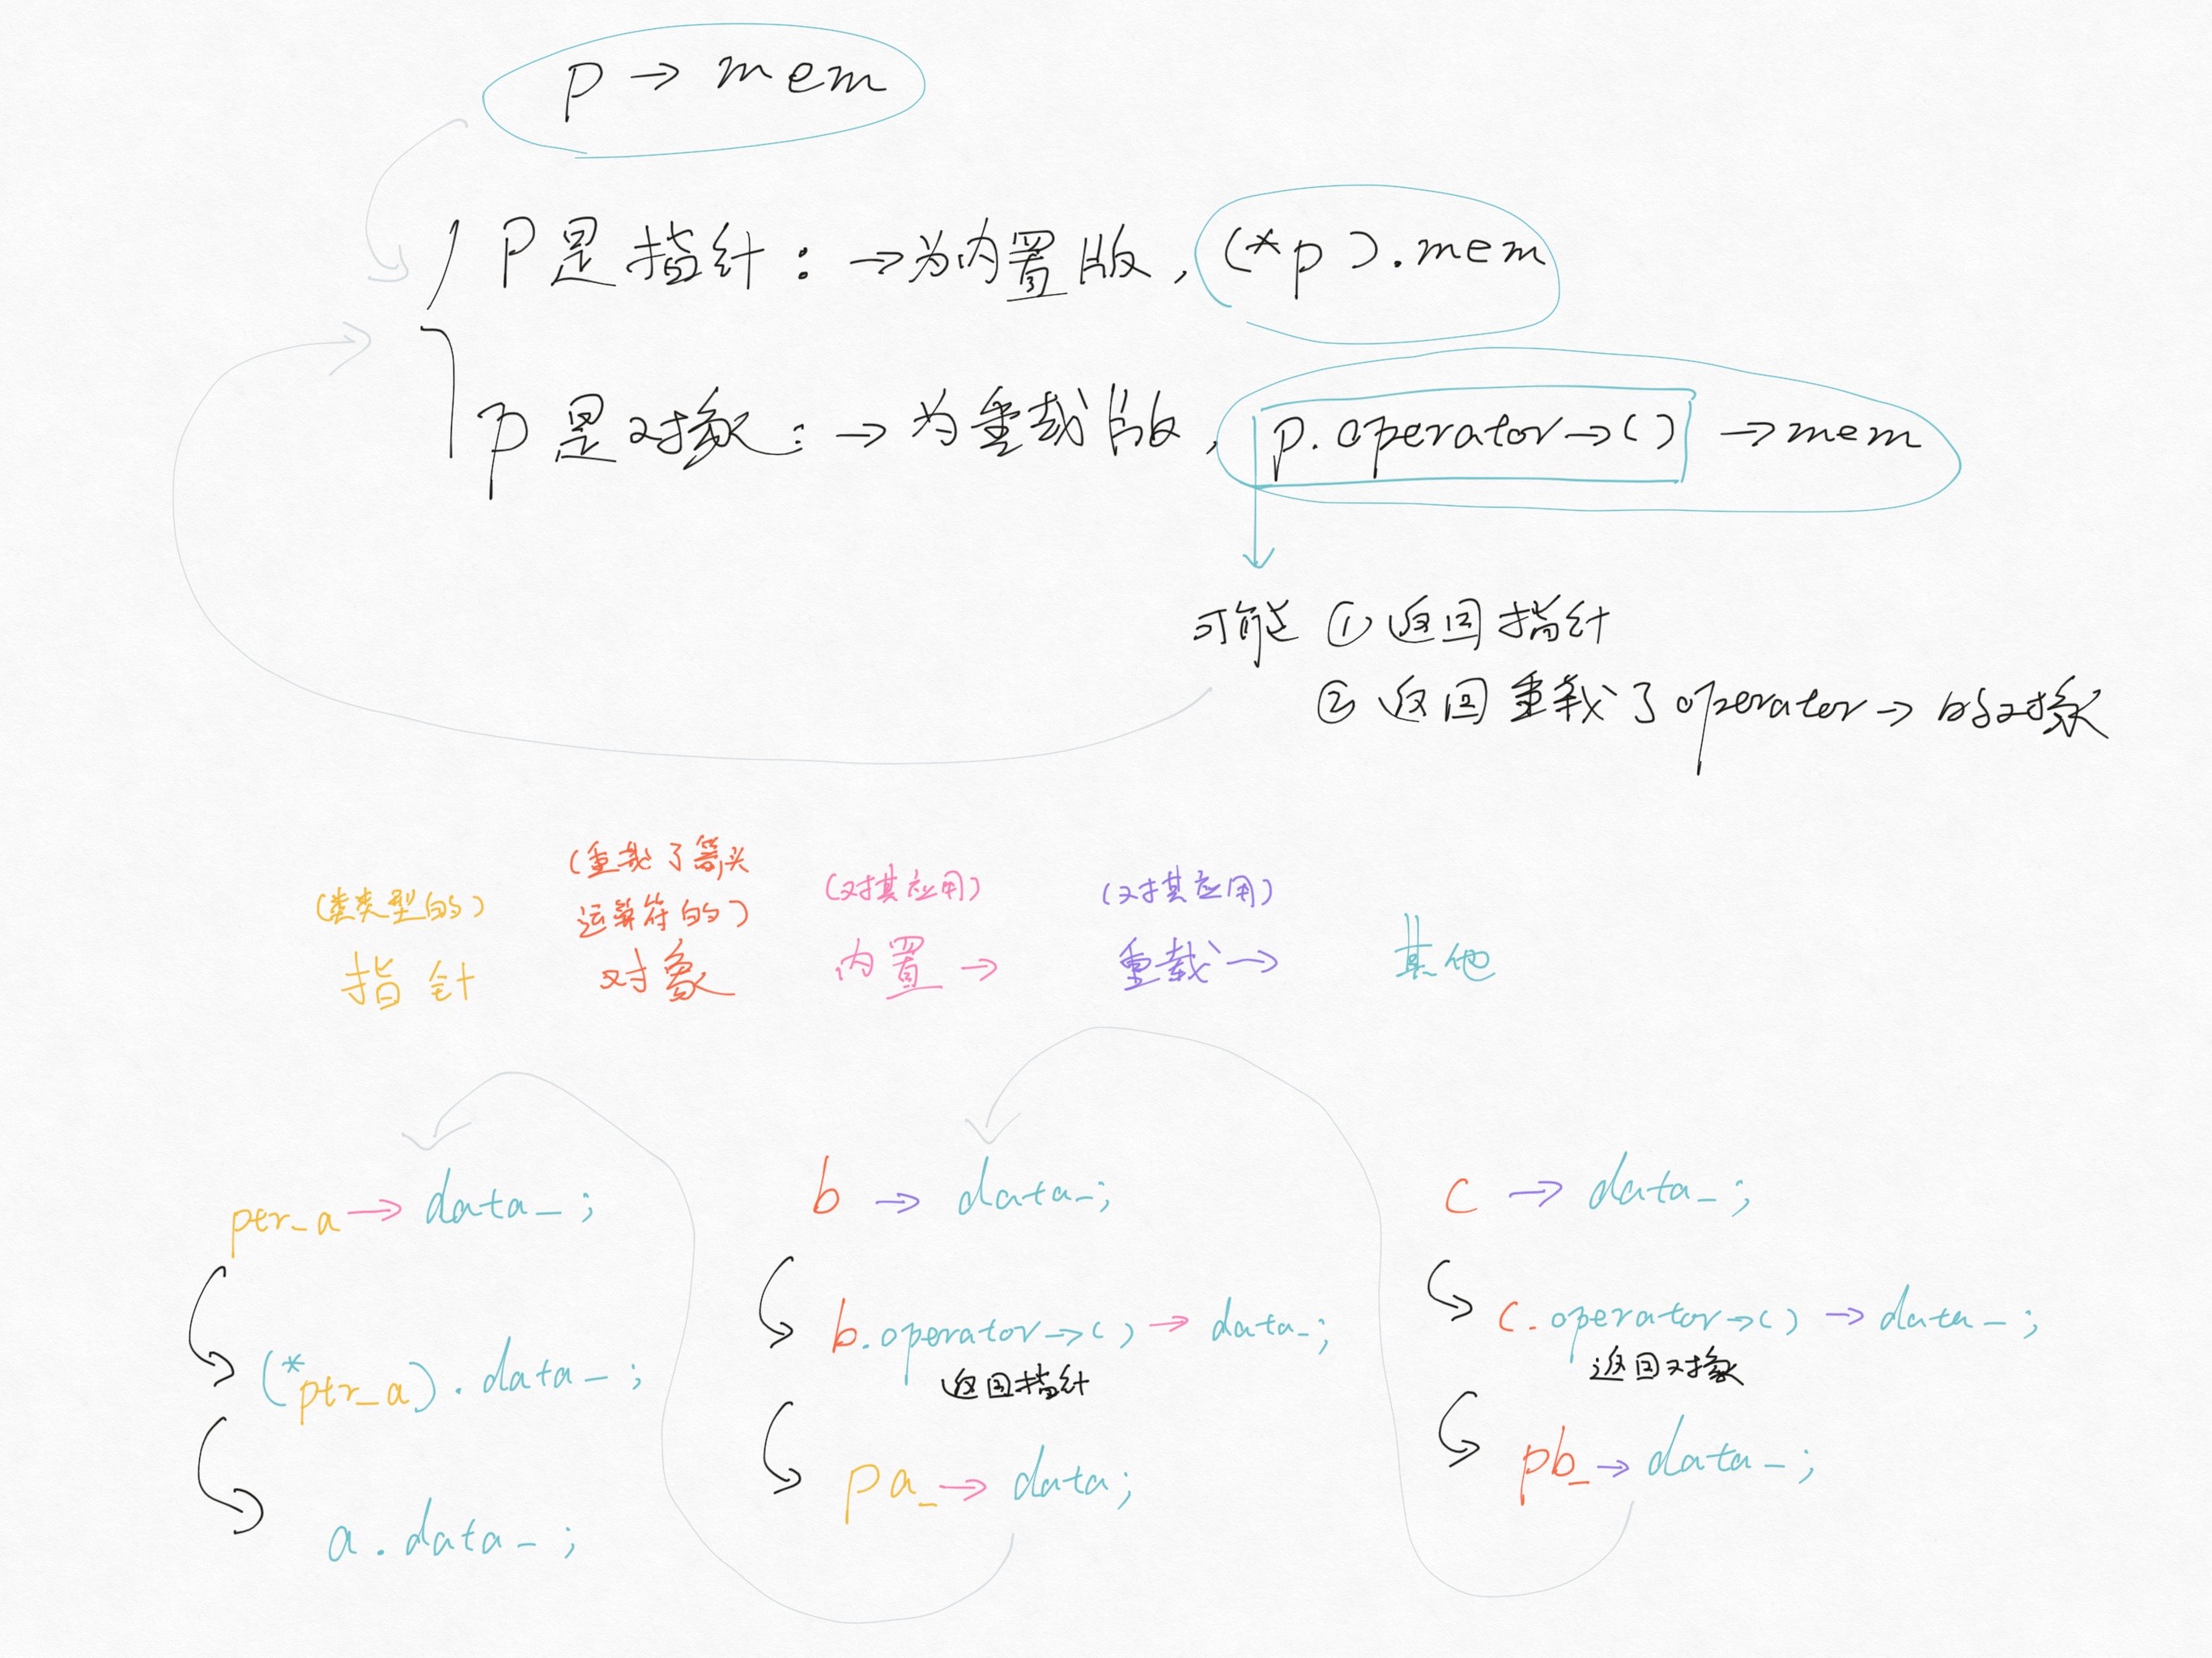 p → mem
P是指针：→为内置版，(*p).mem
p是对象：→为重载版，p.operator→() →mem
可能 ①返回指针
②返回重载了operator→的对象
(类类型的) (重载了箭头 (对其应用) (对其应用)
运算符的)
指针 对象 内置→ 重载→ 其他
ptr_a→data_; b→data_; c→data_;
(*ptr_a).data_; b.operator→()→data_; c.operator→()→data_;
返回指针 返回对象
a.data_; pa_→data; pb_→data_;